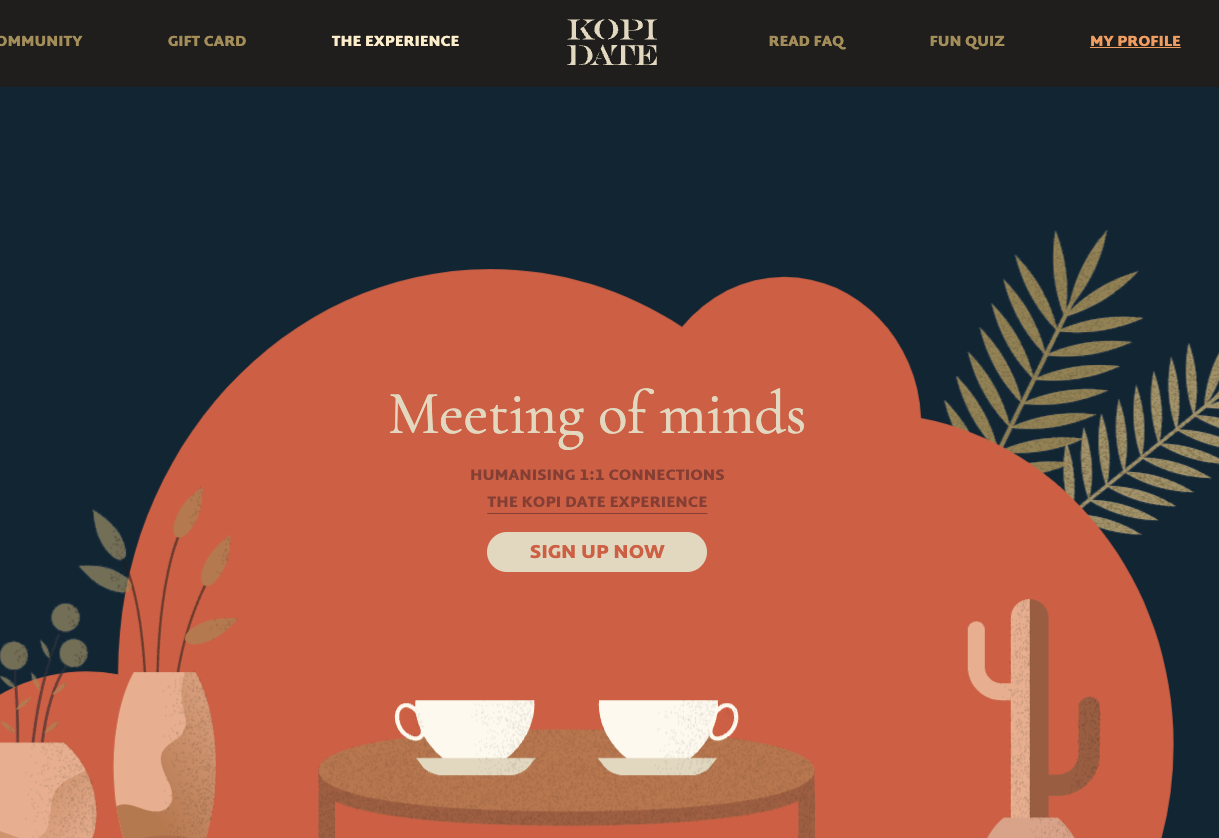 OMMUNITY
GIFT CARD
THE EXPERIENCE
KOPI
DATE
READ FAQ
FUN QUIZ
MY PROFILE
Meeting of minds
HUMANISING 1:1 CONNECTIONS
THE KOPI DATE EXPERIENCE
SIGN UP NOW